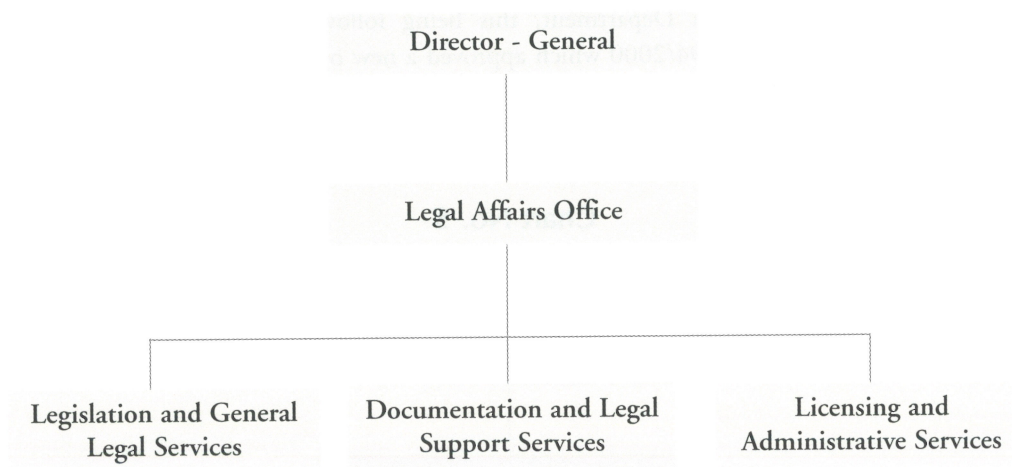 Director - General
Legal Affairs Office
Legislation and General
Legal Services
Documentation and Legal
Support Services
Licensing and
Administrative Services